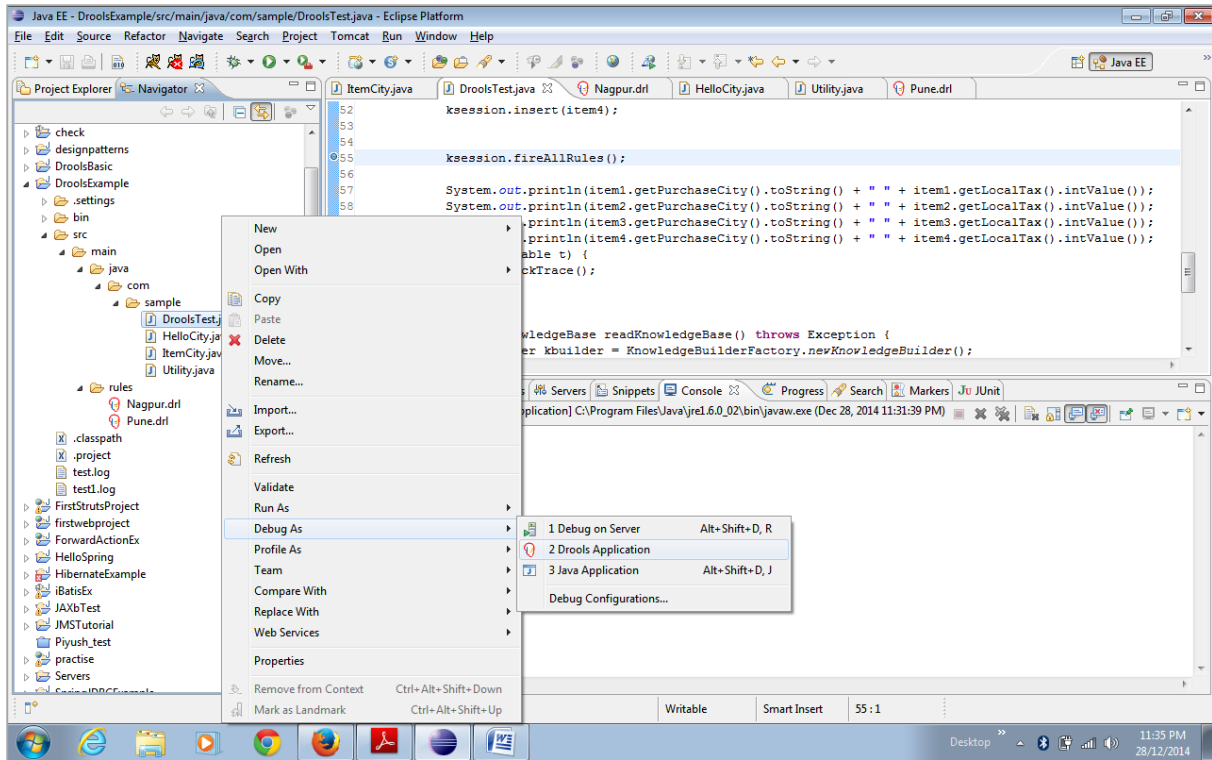 Java EE - DroolsExample/src/main/java/com/sample/DroolsTest.java - Eclipse Platform
File Edit Source Refactor Navigate Search Project Tomcat Run Window Help
Java EE
Project Explorer Navigator
check
designpatterns
DroolsBasic
DroolsExample
.settings
bin
src
main
java
com
sample
DroolsTest.j
HelloCity.ja
ItemCity.jav
Utility.java
rules
Nagpur.drl
Pune.drl
.classpath
.project
test.log
test1.log
FirstStrutsProject
firstwebproject
ForwardActionEx
HelloSpring
HibernateExample
iBatisEx
JAXbTest
JMSTutorial
Piyush_test
practise
Servers
ItemCity.java DroolsTest.java Nagpur.drl HelloCity.java Utility.java Pune.drl
52 ksession.insert(item4);
53
54
55 ksession.fireAllRules();
56
57 System.out.println(item1.getPurchaseCity().toString() + " " + item1.getLocalTax().intValue());
58 System.out.println(item2.getPurchaseCity().toString() + " " + item2.getLocalTax().intValue());
.println(item3.getPurchaseCity().toString() + " " + item3.getLocalTax().intValue());
.println(item4.getPurchaseCity().toString() + " " + item4.getLocalTax().intValue());
able t) {
ckTrace();
wledgeBase readKnowledgeBase() throws Exception {
er kbuilder = KnowledgeBuilderFactory.newKnowledgeBuilder();
s Servers Snippets Console Progress Search Markers JUnit
plication] C:\Program Files\Java\jre1.6.0_02\bin\javaw.exe (Dec 28, 2014 11:31:39 PM)
New
Open
Open With
Copy
Paste
Delete
Move...
Rename...
Import...
Export...
Refresh
Validate
Run As
Debug As
Profile As
Team
Compare With
Replace With
Web Services
Properties
Remove from Context Ctrl+Alt+Shift+Down
Mark as Landmark Ctrl+Alt+Shift+Up
1 Debug on Server Alt+Shift+D, R
2 Drools Application
3 Java Application Alt+Shift+D, J
Debug Configurations...
Writable Smart Insert 55 : 1
Desktop
11:35 PM
28/12/2014